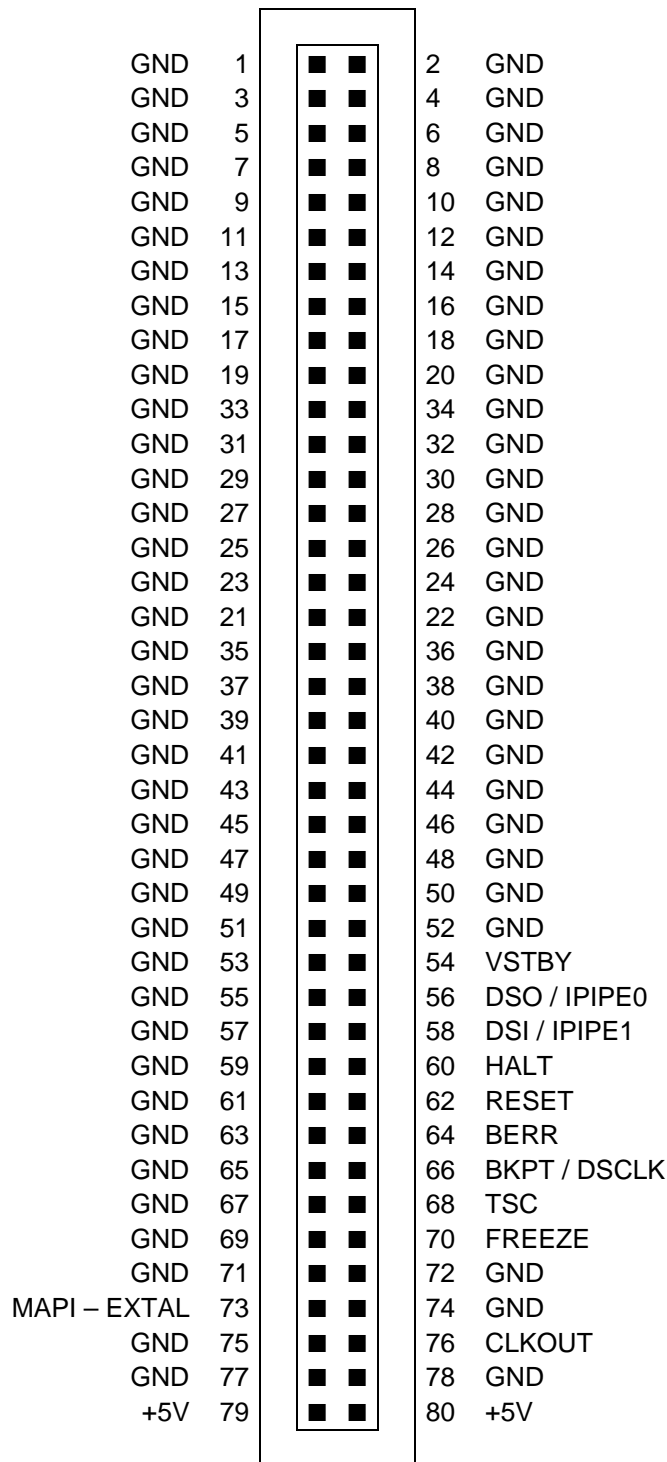 GND 1 2 GND
GND 3 4 GND
GND 5 6 GND
GND 7 8 GND
GND 9 10 GND
GND 11 12 GND
GND 13 14 GND
GND 15 16 GND
GND 17 18 GND
GND 19 20 GND
GND 33 34 GND
GND 31 32 GND
GND 29 30 GND
GND 27 28 GND
GND 25 26 GND
GND 23 24 GND
GND 21 22 GND
GND 35 36 GND
GND 37 38 GND
GND 39 40 GND
GND 41 42 GND
GND 43 44 GND
GND 45 46 GND
GND 47 48 GND
GND 49 50 GND
GND 51 52 GND
GND 53 54 VSTBY
GND 55 56 DSO / IPIPE0
GND 57 58 DSI / IPIPE1
GND 59 60 HALT
GND 61 62 RESET
GND 63 64 BERR
GND 65 66 BKPT / DSCLK
GND 67 68 TSC
GND 69 70 FREEZE
GND 71 72 GND
MAPI – EXTAL 73 74 GND
GND 75 76 CLKOUT
GND 77 78 GND
+5V 79 80 +5V